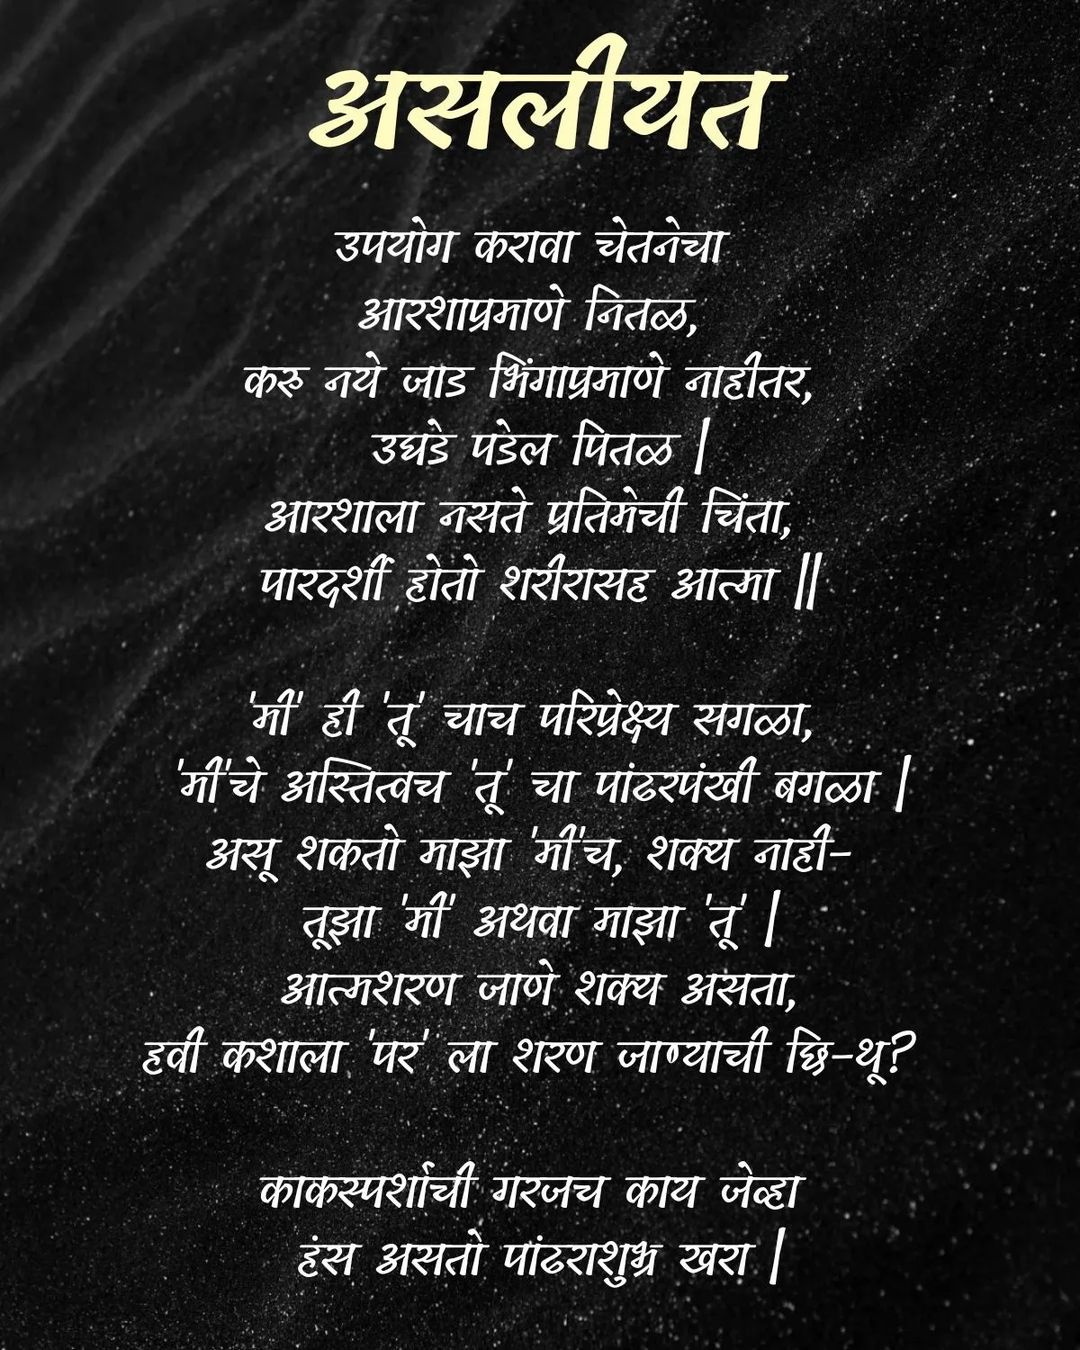 असलीयत
उपयोग करावा चेतनेचा
आरशाप्रमाणे नितळ,
करू नये जाड भिंगाप्रमाणे नाहीतर,
उघडे पडेल पितळ |
आरशाला नसते प्रतिमेची चिंता,
पारदर्शी होतो शरीरासह आत्मा ||
'मी' ही 'तू' चाच परिप्रेक्ष्य सगळा,
'मी'चे अस्तित्वच 'तू' चा पांढरपंखी बगळा |
असू शकतो माझा 'मी'च, शक्य नाही-
तूझा 'मी' अथवा माझा 'तू' |
आत्मशरण जाणे शक्य असता,
हवी कशाला 'पर' ला शरण जाण्याची छि-थू?
काकस्पर्शाची गरजच काय जेव्हा
हंस असतो पांढराशुभ्र खरा |